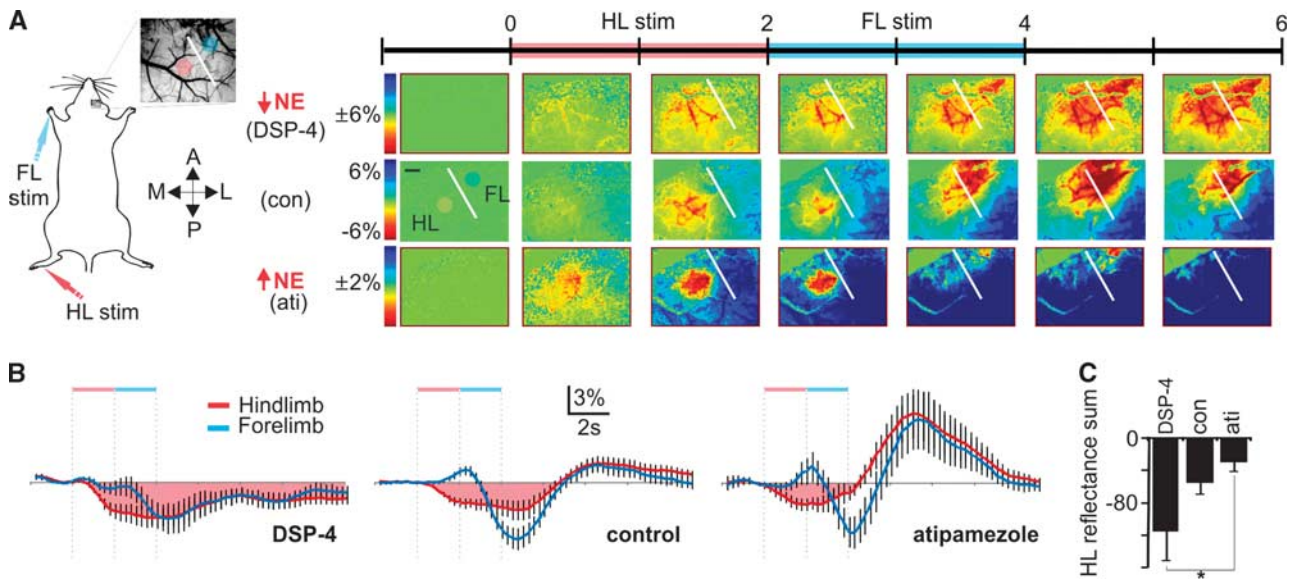 A
0 HL stim 2 FL stim 4 6
↓NE
(DSP-4)
±6%
FL
stim
A
M L
P
(con)
6%
-6%
HL
FL
↑NE
(ati)
±2%
HL stim
B
Hindlimb
Forelimb
3%
2s
DSP-4
control
atipamezole
C
DSP-4
con
ati
HL reflectance sum
0
-80
*